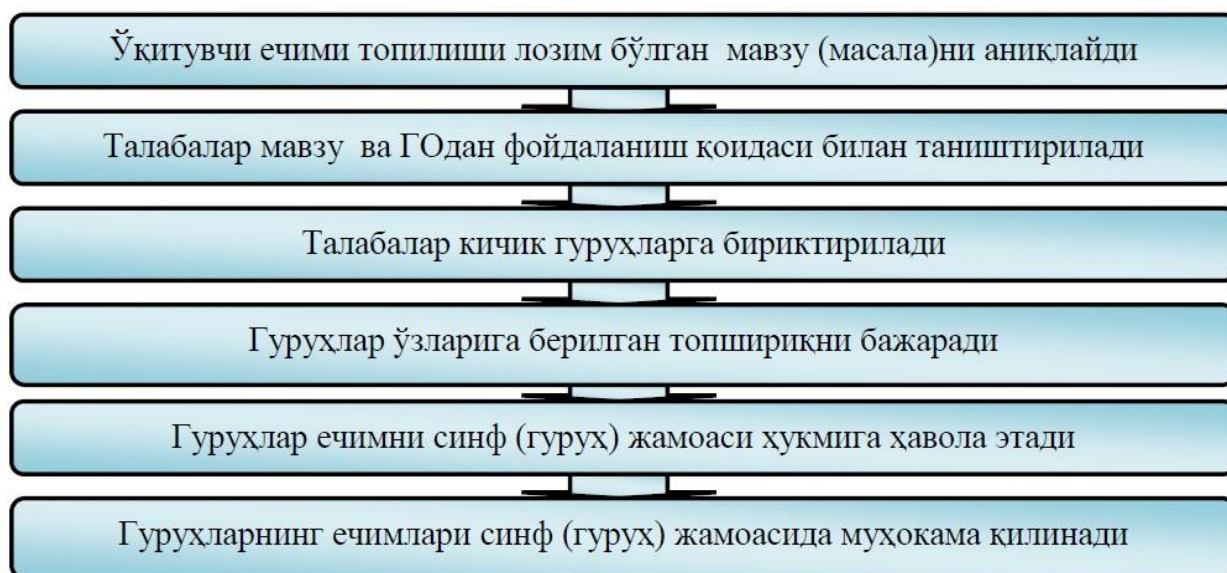 Ўқитувчи ечими топилиши лозим бўлган мавзу (масала)ни аниқлайди
Талабалар мавзу ва ГОдан фойдаланиш қоидаси билан таништирилади
Талабалар кичик гуруҳларга бириктирилади
Гуруҳлар ўзларига берилган топшириқни бажаради
Гуруҳлар ечимни синф (гуруҳ) жамоаси ҳукмига ҳавола этади
Гуруҳларнинг ечимлари синф (гуруҳ) жамоасида муҳокама қилинади